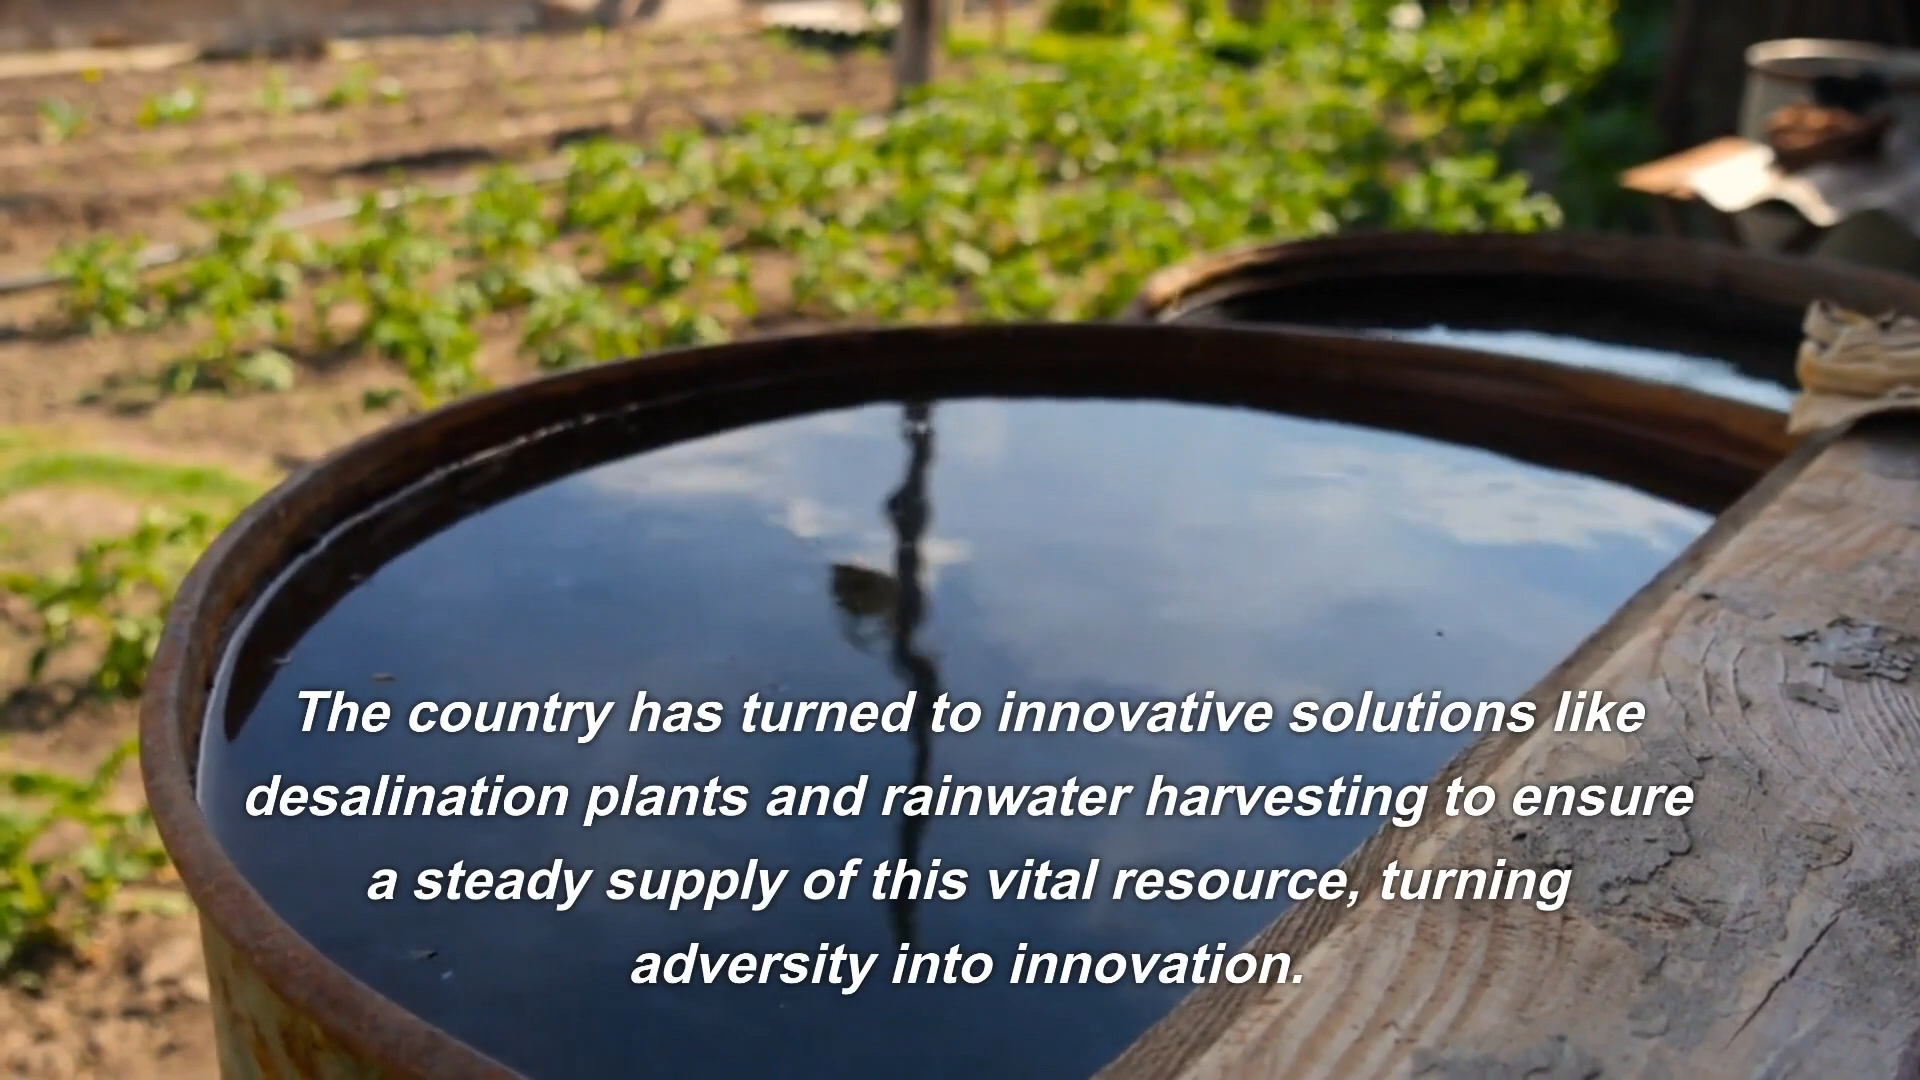 The country has turned to innovative solutions like
desalination plants and rainwater harvesting to ensure
a steady supply of this vital resource, turning
adversity into innovation.